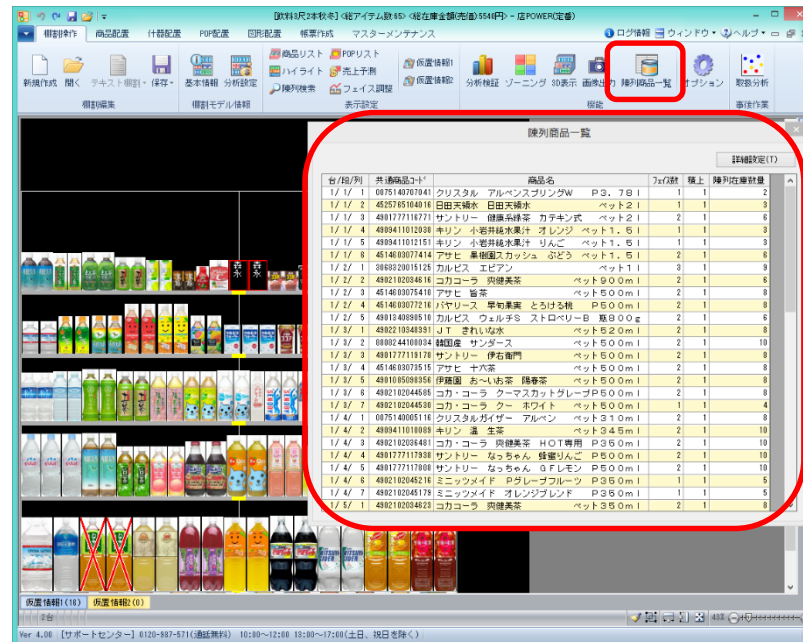 [飲料8尺2本秋冬] <総アイテム数:65> <総在庫金額(売価):5546円> - 店POWER(定番)
棚割操作 商品配置 什器配置 POP配置 図形配置 帳票作成 マスターメンテナンス
ログ情報 ウィンドウ ヘルプ
商品リスト POPリスト 仮置情報1
新規作成 開く テキスト棚割 保存 基本情報 分析設定 ハイライト 売上予測 仮置情報2 分析検証 ゾーニング 3D表示 画像出力 陳列商品一覧 オプション 取扱分析
陳列検索 フェイス調整
棚割編集 棚割モデル情報 表示設定 機能 事後作業
陳列商品一覧
詳細設定(T)
台/段/列 共通商品コード 商品名 フェイス数 積上 陳列在庫数量
1/ 1/ 1 0875140707041 クリスタル アルペンスプリングW P3.78l 1 1 2
1/ 1/ 2 4525765104016 日田天領水 日田天領水 ペット2l 1 1 3
1/ 1/ 3 4901777116771 サントリー 健康系緑茶 カテキン式 ペット2l 2 1 6
1/ 1/ 4 4909411012038 キリン 小岩井純水果汁 オレンジ ペット1.5l 1 1 3
1/ 1/ 5 4909411012151 キリン 小岩井純水果汁 りんご ペット1.5l 1 1 3
1/ 1/ 6 4514603077414 アサヒ 果樹園スカッシュ ぶどう ペット1.5l 2 1 6
1/ 2/ 1 3068320015125 カルピス エビアン ペット1l 3 1 9
1/ 2/ 2 4902102034616 コカコーラ 爽健美茶 ペット900ml 2 1 6
1/ 2/ 3 4514603075418 アサヒ 旨茶 ペット500ml 2 1 8
1/ 2/ 4 4514603077216 バヤリース 早旬果実 とろける桃 P500ml 2 1 8
1/ 2/ 5 4901340890510 カルピス ウェルチS ストロベリーB 瓶800g 2 1 6
1/ 3/ 1 4902210348391 JT きれいな水 ペット520ml 2 1 8
1/ 3/ 2 8808244100034 韓国産 サンダース ペット500ml 2 1 10
1/ 3/ 3 4901777119178 サントリー 伊右衛門 ペット500ml 2 1 8
1/ 3/ 4 4514603073515 アサヒ 十六茶 ペット500ml 2 1 8
1/ 3/ 5 4901085098356 伊藤園 お~いお茶 陽春茶 ペット500ml 2 1 8
1/ 3/ 6 4902102044585 コカ・コーラ クーマスカットグレープP500ml 2 1 8
1/ 3/ 7 4902102044530 コカ・コーラ クー ホワイト ペット500ml 1 1 4
1/ 4/ 1 0875140005116 クリスタルガイザー アルペン ペット310ml 2 1 8
1/ 4/ 2 4909411018089 キリン 温 生茶 ペット345ml 2 1 10
1/ 4/ 3 4902102036481 コカ・コーラ 爽健美茶 HOT専用 P350ml 2 1 10
1/ 4/ 4 4901777117938 サントリー なっちゃん 蜂蜜りんご P500ml 2 1 10
1/ 4/ 5 4901777117808 サントリー なっちゃん GFレモン P500ml 2 1 10
1/ 4/ 6 4902102045216 ミニッツメイド Pグレープフルーツ P350ml 1 1 5
1/ 4/ 7 4902102045179 ミニッツメイド オレンジブレンド P350ml 1 1 5
1/ 5/ 1 4902102034623 コカコーラ 爽健美茶 ペット350ml 2 1 8
仮置情報1(16) 仮置情報2(0)
2台 43%
Ver 4.00 [サポートセンター] 0120-987-571(通話無料) 10:00~12:00 13:00~17:00(土日、祝日を除く)